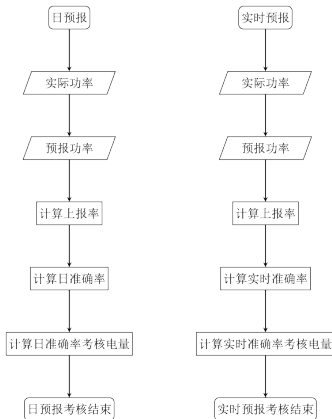 日预报
实际功率
预报功率
计算上报率
计算日准确率
计算日准确率考核电量
日预报考核结束
实时预报
实际功率
预报功率
计算上报率
计算实时准确率
计算实时准确率考核电量
实时预报考核结束